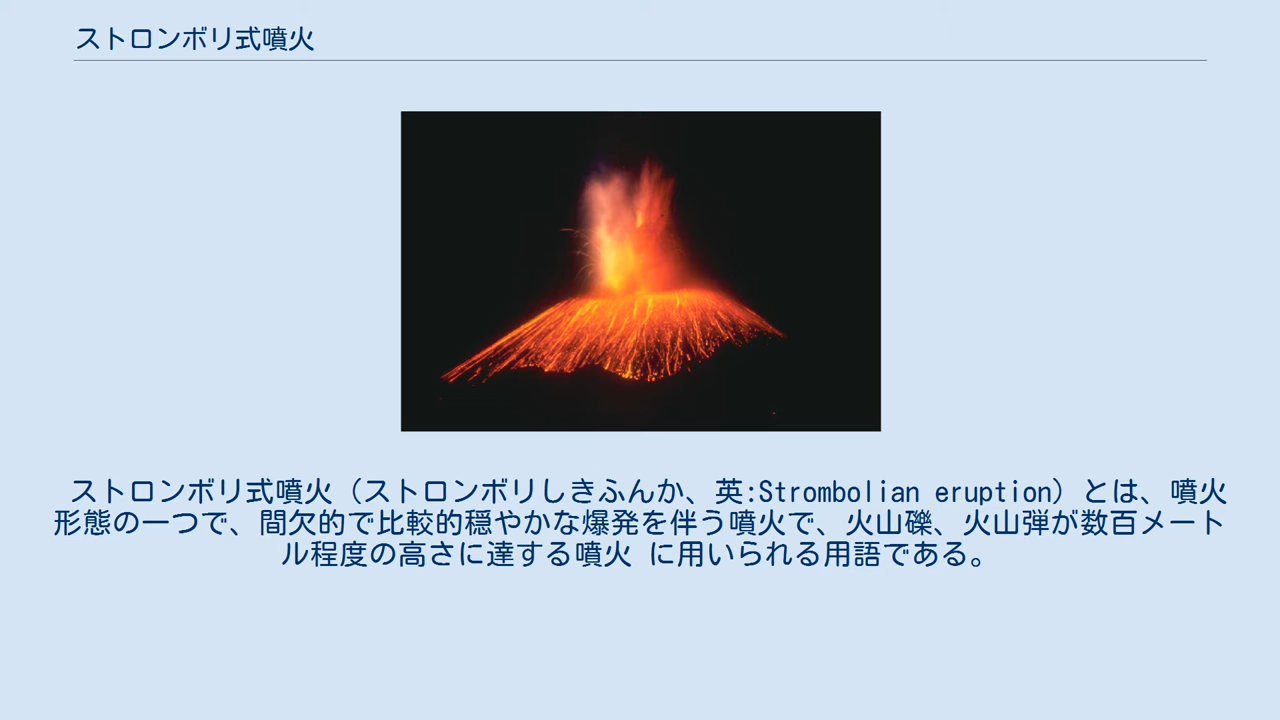 ストロンボリ式噴火
ストロンボリ式噴火（ストロンボリしきふんか、英:Strombolian eruption）とは、噴火
形態の一つで、間欠的で比較的穏やかな爆発を伴う噴火で、火山礫、火山弾が数百メート
ル程度の高さに達する噴火 に用いられる用語である。